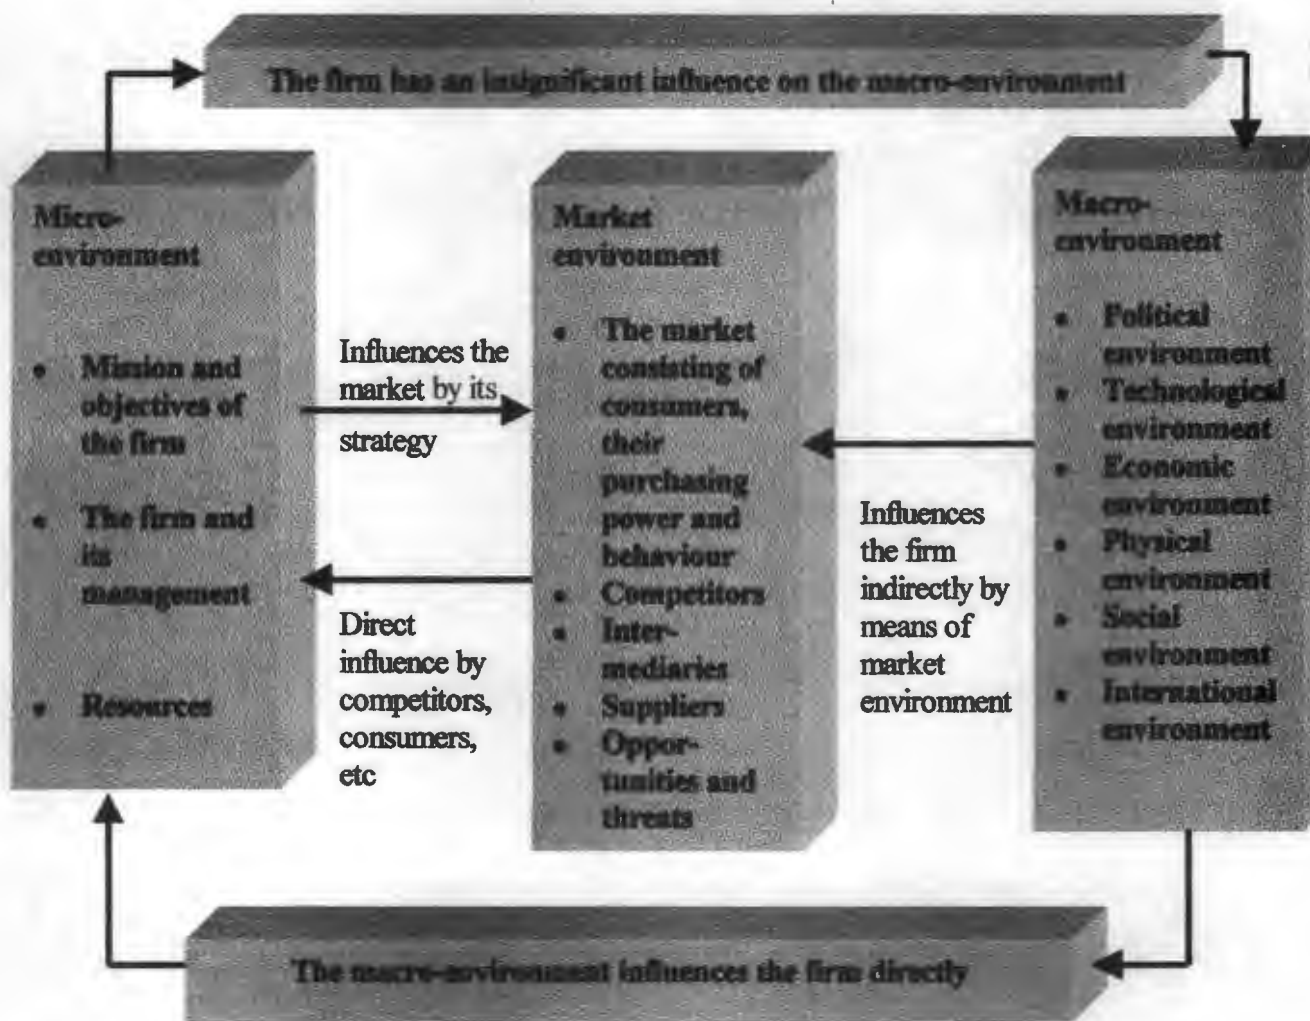 The firm has an insignificant influence on the macro-environment
Micro-
environment
• Mission and
objectives of
the firm
• The firm and
its
management
• Resources
Influences the
market by its
strategy
Direct
influence by
competitors,
consumers,
etc
Market
environment
• The market
consisting of
consumers,
their
purchasing
power and
behaviour
• Competitors
• Inter-
mediaries
• Suppliers
• Oppor-
tunities and
threats
Influences
the firm
indirectly by
means of
market
environment
Macro-
environment
• Political
environment
• Technological
environment
• Economic
environment
• Physical
environment
• Social
environment
• International
environment
The macro-environment influences the firm directly